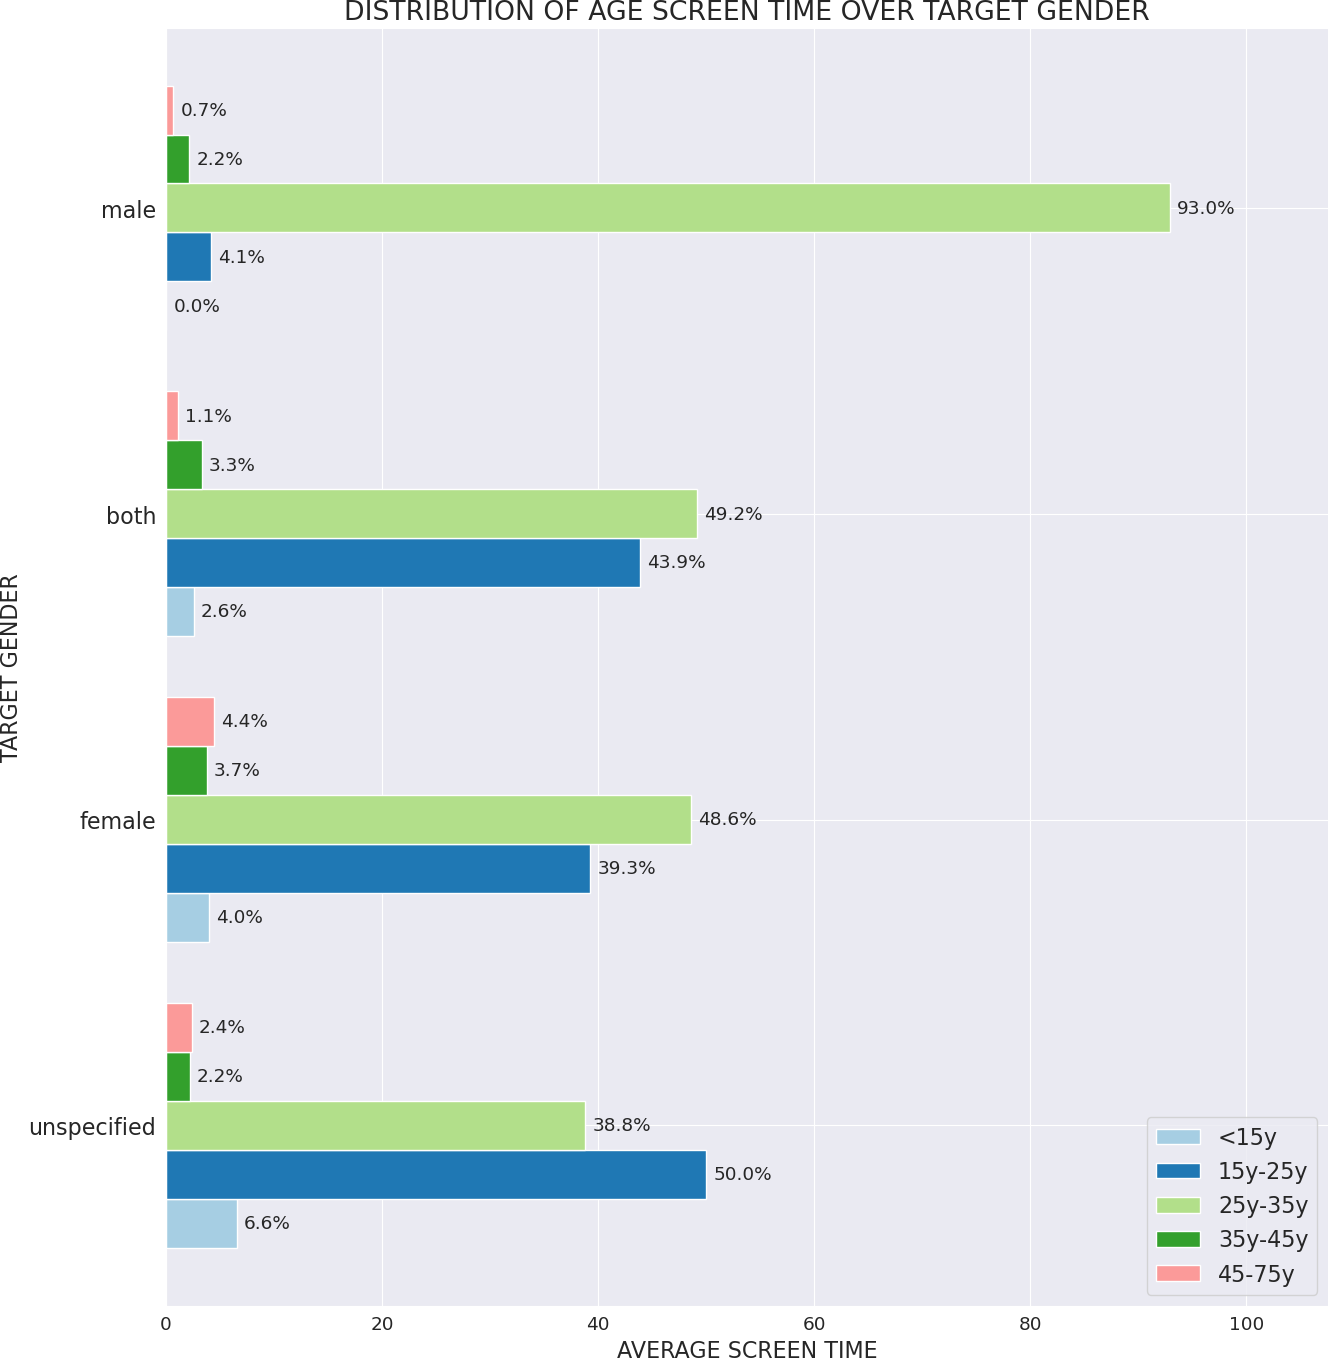 DISTRIBUTION OF AGE SCREEN TIME OVER TARGET GENDER
0.7%
2.2%
male
93.0%
4.1%
0.0%
1.1%
3.3%
both
49.2%
43.9%
2.6%
TARGET GENDER
4.4%
3.7%
female
48.6%
39.3%
4.0%
2.4%
2.2%
unspecified
38.8%
50.0%
6.6%
<15y
15y-25y
25y-35y
35y-45y
45-75y
0 20 40 60 80 100
AVERAGE SCREEN TIME